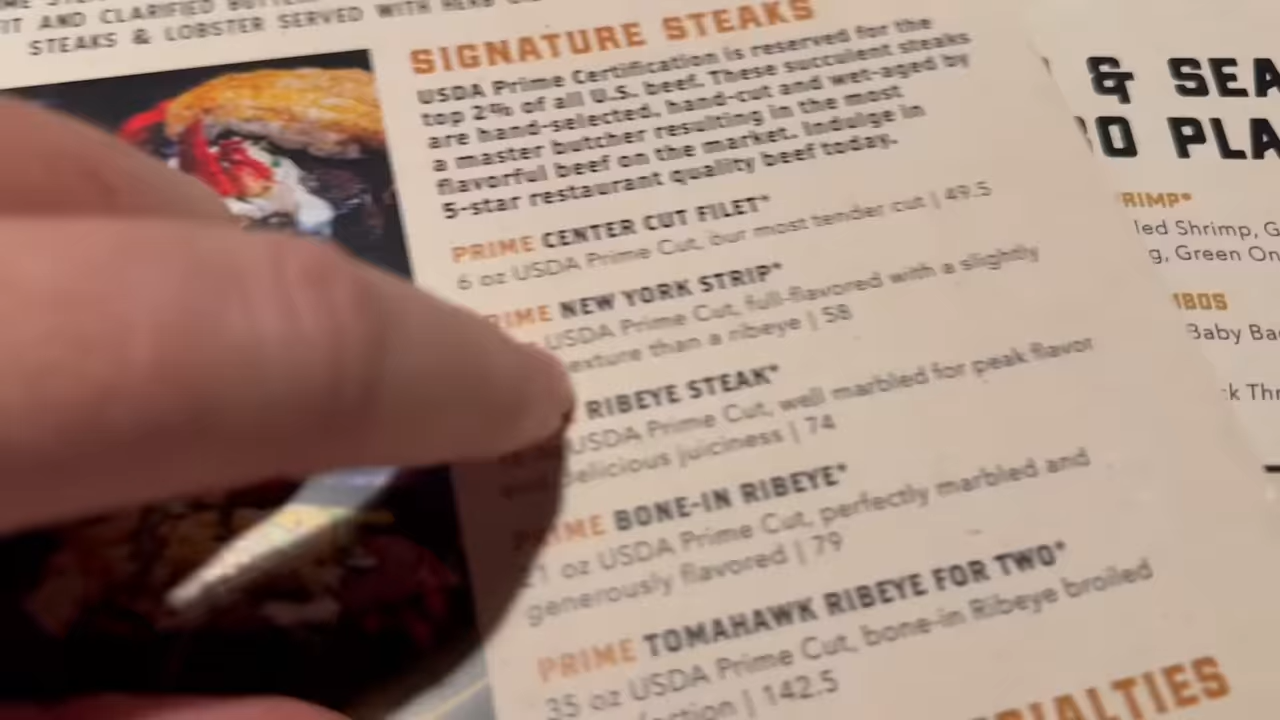 IT AND CLARIFIED
STEAKS & LOBSTER SERVED WITH HERB
SIGNATURE STEAKS
USDA Prime Certification is reserved for the
top 2% of all U.S. beef. These succulent steaks
are hand-selected, hand-cut and wet-aged by
a master butcher resulting in the most
flavorful beef on the market. Indulge in
5-star restaurant quality beef today.
PRIME CENTER CUT FILET*
6 oz USDA Prime Cut, our most tender cut | 49.5
NEW YORK STRIP*
USDA Prime Cut, full-flavored with a slightly
than a ribeye | 58
RIBEYE STEAK*
USDA Prime Cut, well marbled for peak flavor
delicious juiciness | 74
BONE-IN RIBEYE*
oz USDA Prime Cut, perfectly marbled and
generously flavored | 79
PRIME TOMAHAWK RIBEYE FOR TWO*
35 oz USDA Prime Cut, bone-in Ribeye broiled
| 142.5
& SEA
O PLA
RIMP*
led Shrimp, G
g, Green On
Baby Ba